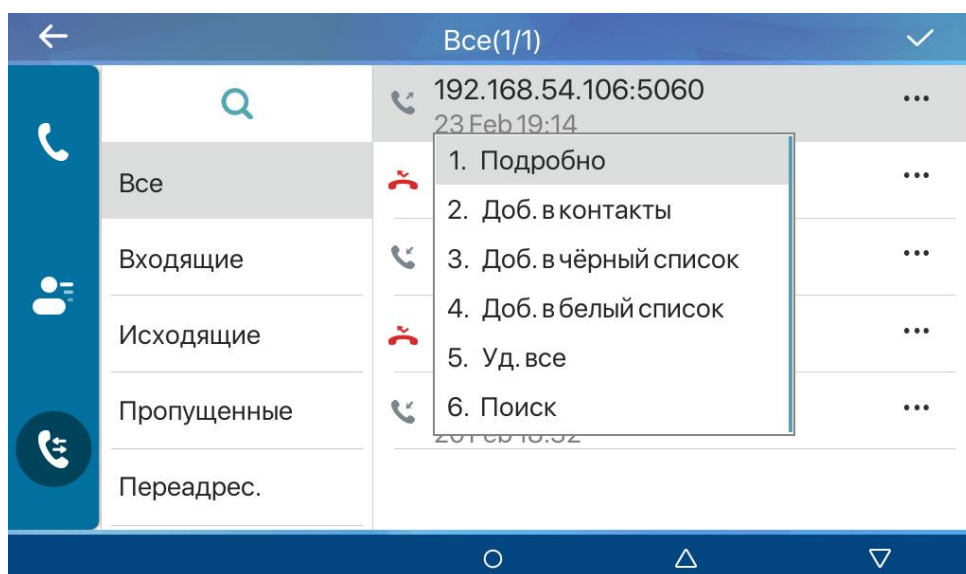 Все(1/1)
192.168.54.106:5060
23 Feb 19:14
Все
Входящие
Исходящие
Пропущенные
Переадрес.
1. Подробно
2. Доб. в контакты
3. Доб. в чёрный список
4. Доб. в белый список
5. Уд. все
6. Поиск